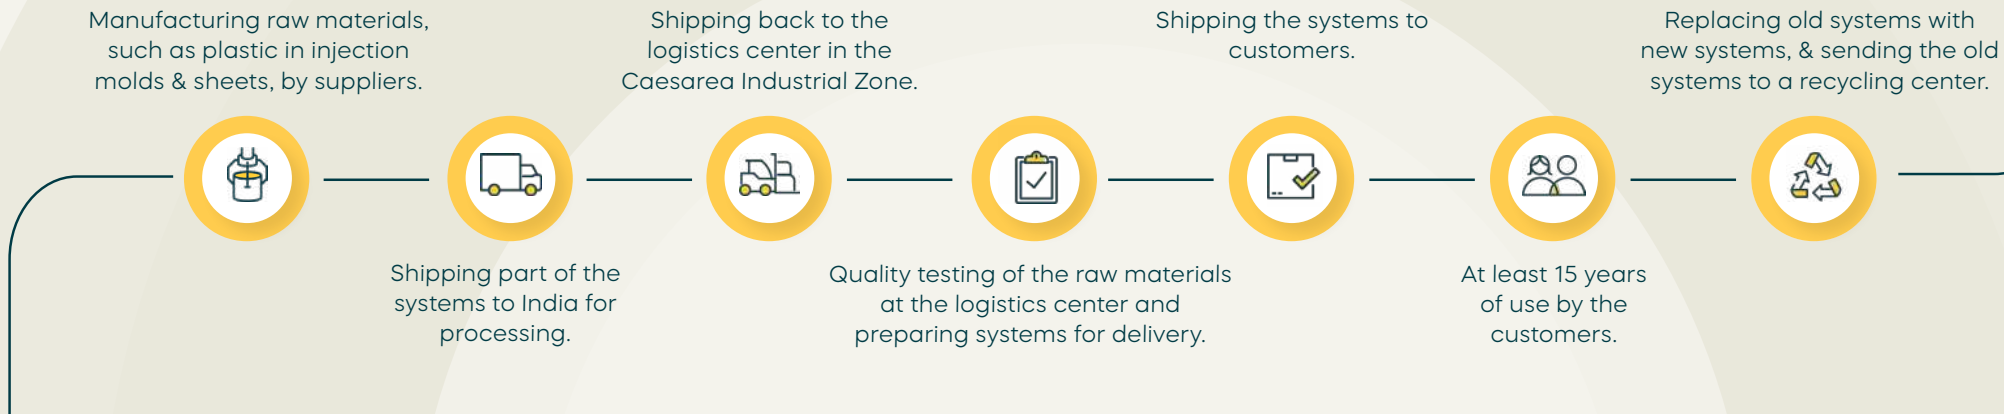 Manufacturing raw materials,
such as plastic in injection
molds & sheets, by suppliers.
Shipping part of the
systems to India for
processing.
Shipping back to the
logistics center in the
Caesarea Industrial Zone.
Quality testing of the raw materials
at the logistics center and
preparing systems for delivery.
Shipping the systems to
customers.
At least 15 years
of use by the
customers.
Replacing old systems with
new systems, & sending the old
systems to a recycling center.